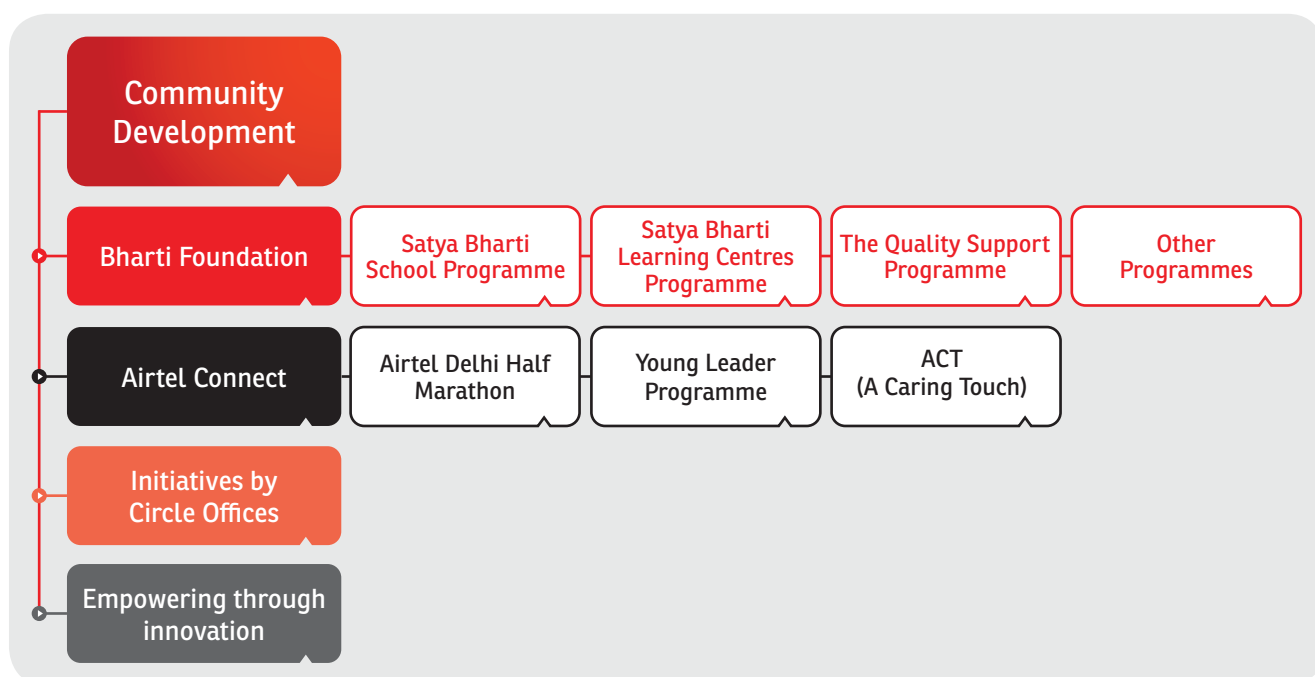 Community
Development
Bharti Foundation
Satya Bharti
School Programme
Satya Bharti
Learning Centres
Programme
The Quality Support
Programme
Other
Programmes
Airtel Connect
Airtel Delhi Half
Marathon
Young Leader
Programme
ACT
(A Caring Touch)
Initiatives by
Circle Offices
Empowering through
innovation